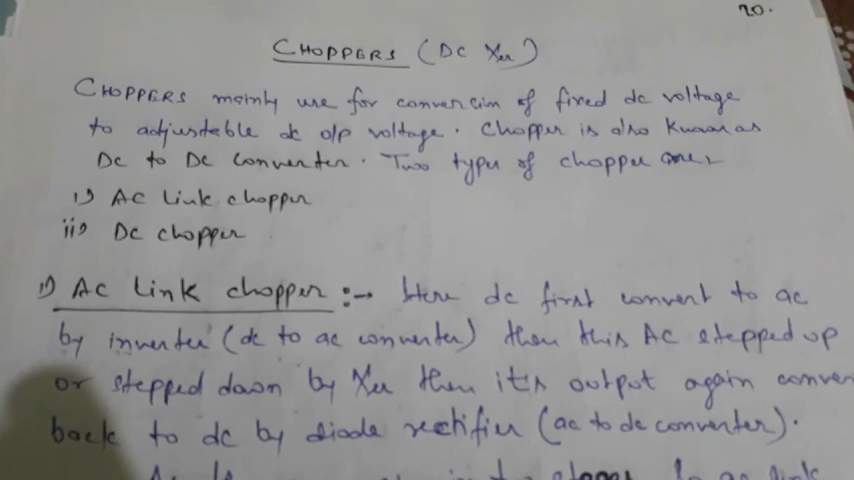 20.
CHOPPERS (DC Xer)
CHOPPERS mainly use for conversion of fixed dc voltage
to adjustable dc o/p voltage. Chopper is also known as
DC to DC converter. Two types of chopper are
i) AC Link chopper
ii) DC chopper
1) AC Link chopper :- Here dc first convert to ac
by inverter (dc to ac converter) then this AC stepped up
or stepped down by Xer then it's output again conver
back to dc by diode rectifier (ac to dc converter).
link